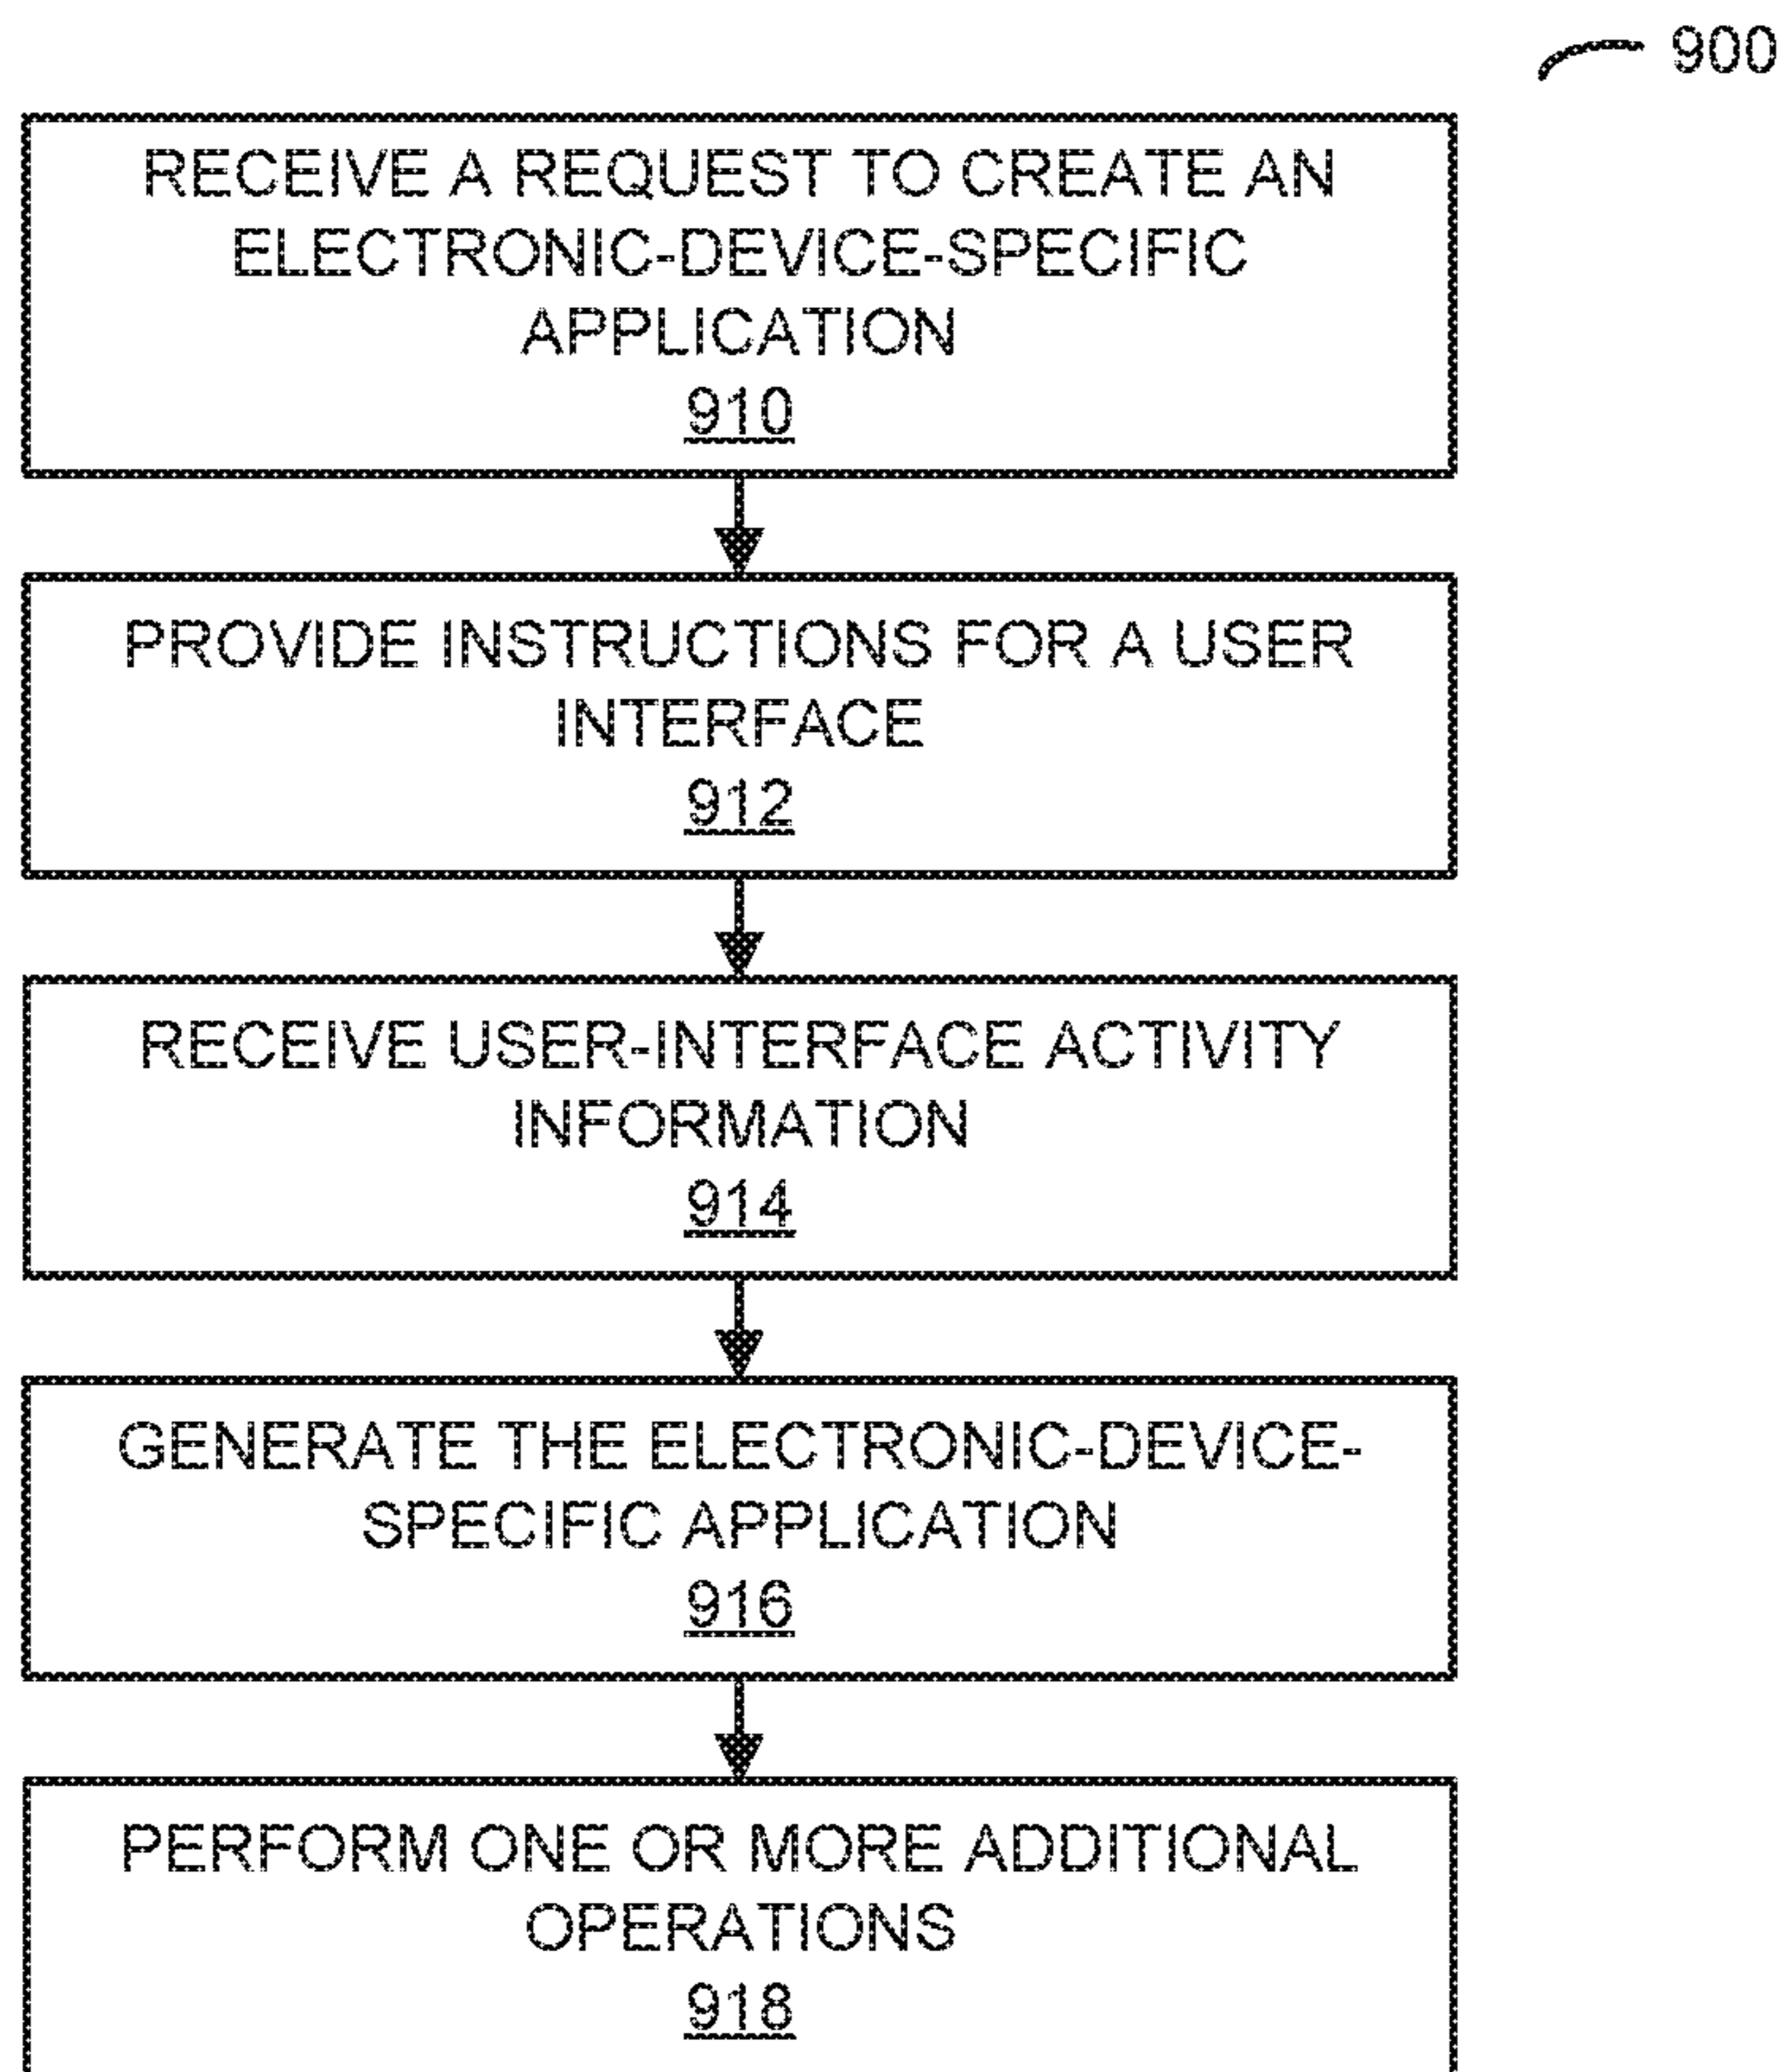 900
RECEIVE A REQUEST TO CREATE AN
ELECTRONIC-DEVICE-SPECIFIC
APPLICATION
910
PROVIDE INSTRUCTIONS FOR A USER
INTERFACE
912
RECEIVE USER-INTERFACE ACTIVITY
INFORMATION
914
GENERATE THE ELECTRONIC-DEVICE-
SPECIFIC APPLICATION
916
PERFORM ONE OR MORE ADDITIONAL
OPERATIONS
918